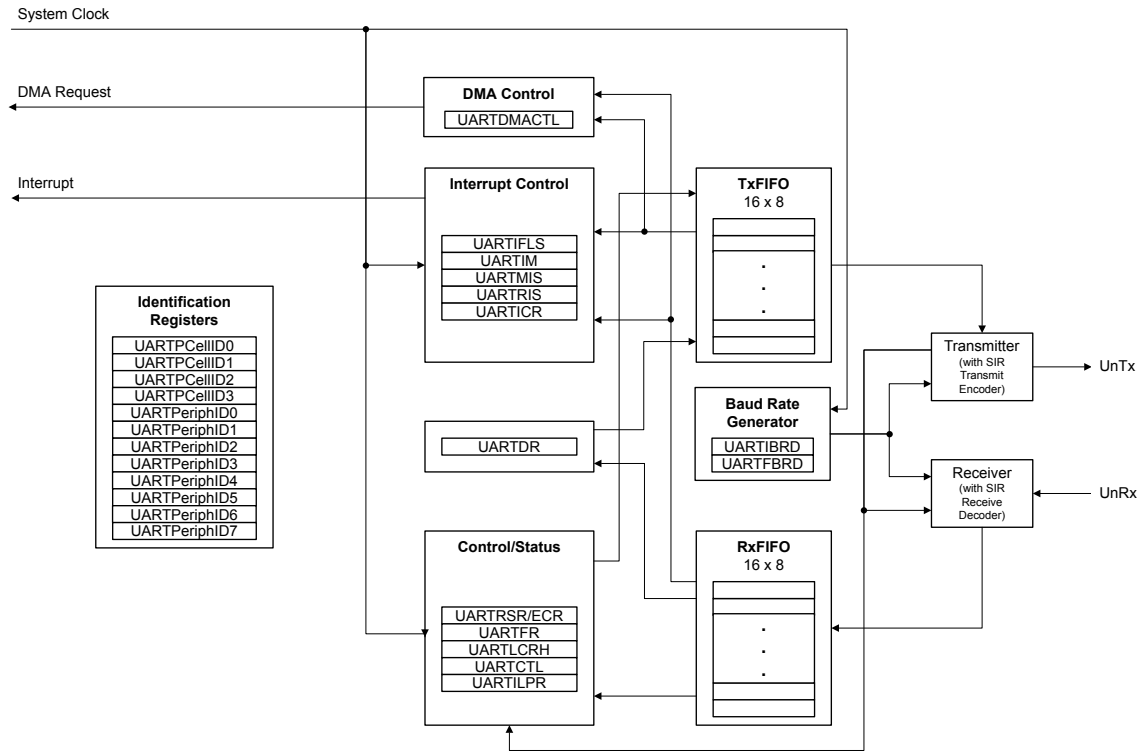 System Clock
DMA Request
DMA Control
UARTDMACTL
Interrupt
Interrupt Control
UARTIFLS
UARTIM
UARTMIS
UARTRIS
UARTICR
TxFIFO
16 x 8
.
.
.
Identification
Registers
UARTPCellID0
UARTPCellID1
UARTPCellID2
UARTPCellID3
UARTPeriphID0
UARTPeriphID1
UARTPeriphID2
UARTPeriphID3
UARTPeriphID4
UARTPeriphID5
UARTPeriphID6
UARTPeriphID7
Transmitter
(with SIR
Transmit
Encoder)
UnTx
Baud Rate
Generator
UARTIBRD
UARTFBRD
UARTDR
Receiver
(with SIR
Receive
Decoder)
UnRx
Control/Status
UARTRSR/ECR
UARTFR
UARTLCRH
UARTCTL
UARTILPR
RxFIFO
16 x 8
.
.
.